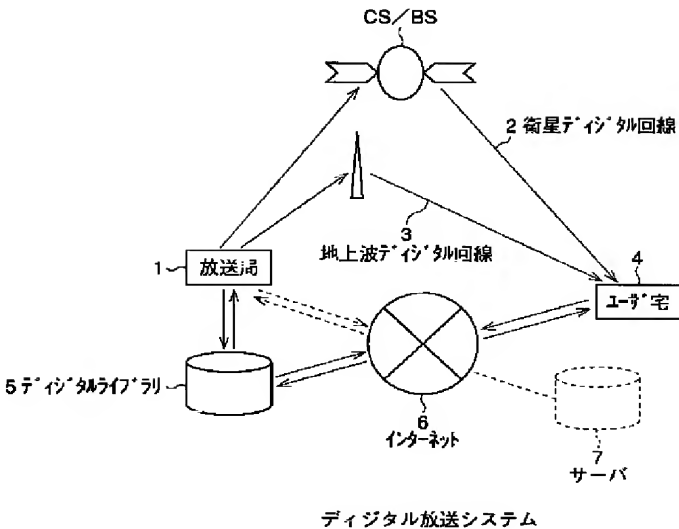 CS/BS
2 衛星ディジタル回線
3
地上波ディジタル回線
1 放送局
4
ユーザ宅
5 ディジタルライブラリ
6
インターネット
7
サーバ
ディジタル放送システム